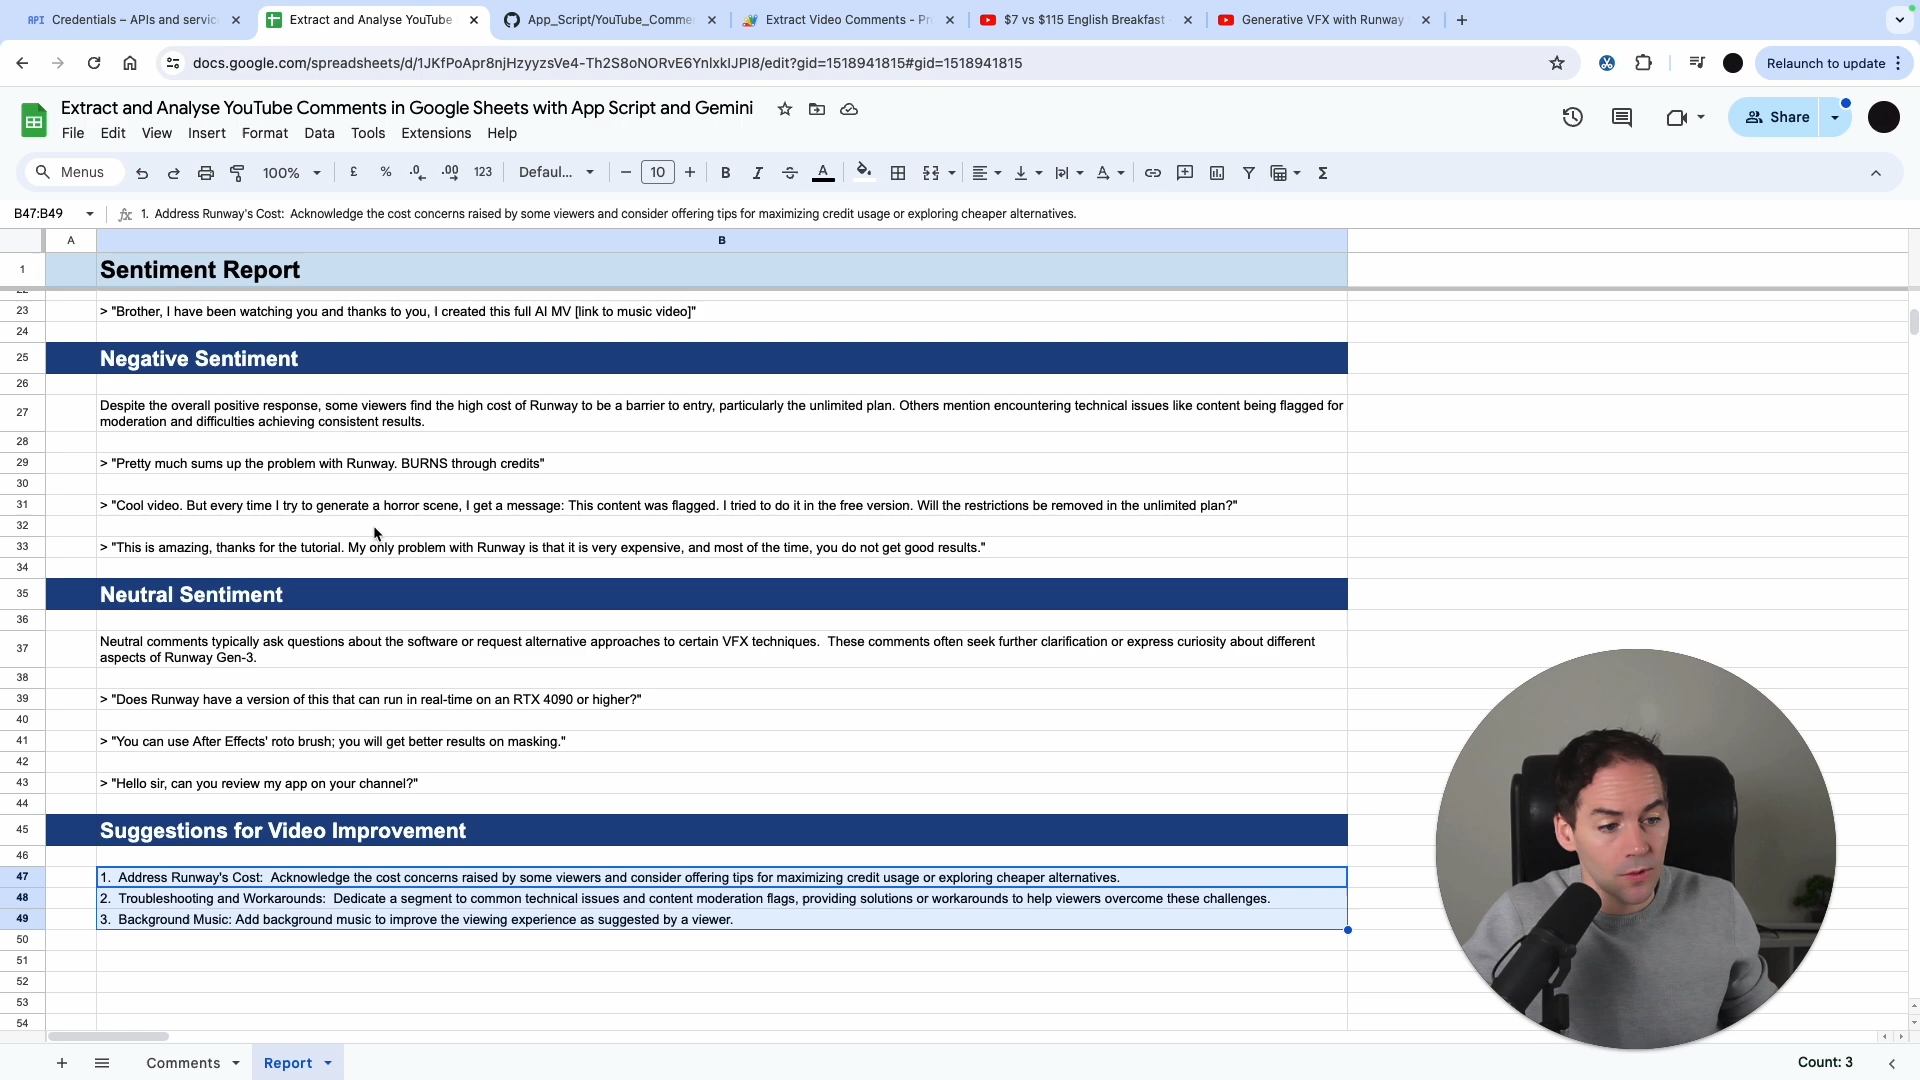 API Credentials – APIs and servic
Extract and Analyse YouTube
App_Script/YouTube_Comme
Extract Video Comments - Pr
$7 vs $115 English Breakfast
Generative VFX with Runway
docs.google.com/spreadsheets/d/1JKfPoApr8njHzyyzsVe4-Th2S8oNORvE6YnlxkIJPI8/edit?gid=1518941815#gid=1518941815
Relaunch to update
Extract and Analyse YouTube Comments in Google Sheets with App Script and Gemini
File Edit View Insert Format Data Tools Extensions Help
Share
Menus 100% £ % .0 .00 123 Defaul... 10 B I A Σ
B47:B49 fx 1. Address Runway's Cost: Acknowledge the cost concerns raised by some viewers and consider offering tips for maximizing credit usage or exploring cheaper alternatives.
A B
1 Sentiment Report
23 > "Brother, I have been watching you and thanks to you, I created this full AI MV [link to music video]"
24
25 Negative Sentiment
26
27 Despite the overall positive response, some viewers find the high cost of Runway to be a barrier to entry, particularly the unlimited plan. Others mention encountering technical issues like content being flagged for
moderation and difficulties achieving consistent results.
28
29 > "Pretty much sums up the problem with Runway. BURNS through credits"
30
31 > "Cool video. But every time I try to generate a horror scene, I get a message: This content was flagged. I tried to do it in the free version. Will the restrictions be removed in the unlimited plan?"
32
33 > "This is amazing, thanks for the tutorial. My only problem with Runway is that it is very expensive, and most of the time, you do not get good results."
34
35 Neutral Sentiment
36
37 Neutral comments typically ask questions about the software or request alternative approaches to certain VFX techniques. These comments often seek further clarification or express curiosity about different
aspects of Runway Gen-3.
38
39 > "Does Runway have a version of this that can run in real-time on an RTX 4090 or higher?"
40
41 > "You can use After Effects' roto brush; you will get better results on masking."
42
43 > "Hello sir, can you review my app on your channel?"
44
45 Suggestions for Video Improvement
46
47 1. Address Runway's Cost: Acknowledge the cost concerns raised by some viewers and consider offering tips for maximizing credit usage or exploring cheaper alternatives.
48 2. Troubleshooting and Workarounds: Dedicate a segment to common technical issues and content moderation flags, providing solutions or workarounds to help viewers overcome these challenges.
49 3. Background Music: Add background music to improve the viewing experience as suggested by a viewer.
50
51
52
53
54
Comments Report Count: 3